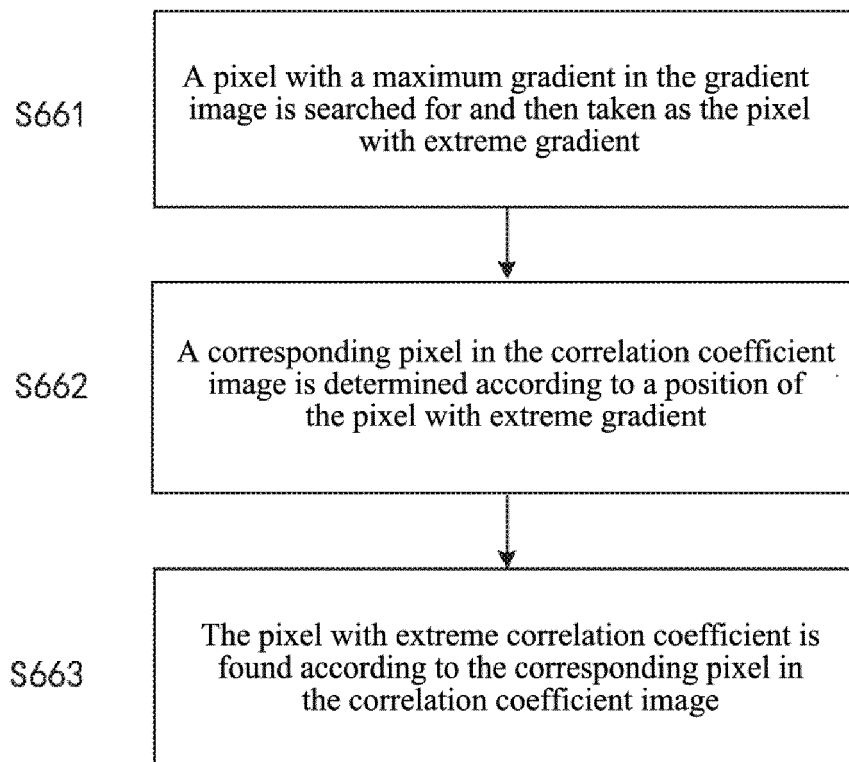 S661
A pixel with a maximum gradient in the gradient
image is searched for and then taken as the pixel
with extreme gradient
S662
A corresponding pixel in the correlation coefficient
image is determined according to a position of
the pixel with extreme gradient
S663
The pixel with extreme correlation coefficient is
found according to the corresponding pixel in
the correlation coefficient image